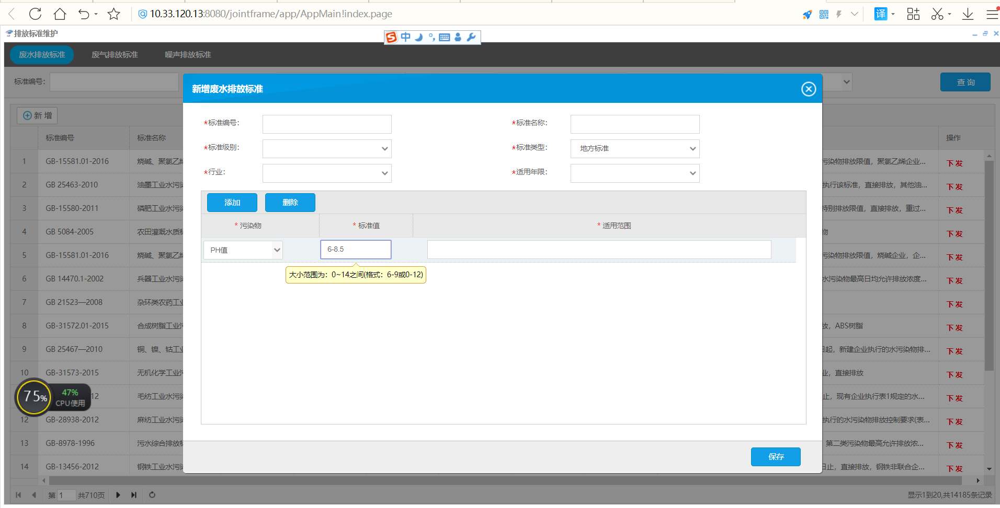 10.33.120.13:8080/jointframe/app/AppMain!index.page
译
排放标准维护
中
废水排放标准 废气排放标准 噪声排放标准
标准编号:
查 询
新增废水排放标准
新 增
*标准编号:
*标准名称:
*标准级别:
*标准类型: 地方标准
*行业:
*适用年限:
添加 删除
* 污染物 * 标准值 * 适用范围
PH值 6-8.5
大小范围为：0~14之间(格式：6-9或0-12)
保存
标准编号 标准名称 操作
1 GB-15581.01-2016 烧碱、聚氯乙烯 污染物排放限值，聚氯乙烯企业... 下 发
2 GB 25463-2010 油墨工业水污染 执行该标准，直接排放，其他油... 下 发
3 GB-15580-2011 磷肥工业水污染 特别排放限值，直接排放，重过... 下 发
4 GB 5084-2005 农田灌溉水质标 物 下 发
5 GB-15581.01-2016 烧碱、聚氯乙烯 污染物排放限值，烧碱企业，企... 下 发
6 GB 14470.1-2002 兵器工业水污染 水污染物最高日均允许排放浓度... 下 发
7 GB 21523—2008 杂环类农药工业 下 发
8 GB-31572.01-2015 合成树脂工业污 放，ABS树脂 下 发
9 GB 25467—2010 铜、镍、钴工业 日起，新建企业执行的水污染物排... 下 发
10 GB-31573-2015 无机化学工业污 业，直接排放 下 发
12 毛纺工业水污染 止，现有企业执行表1规定的水... 下 发
12 GB-28938-2012 麻纺工业水污染 执行的水污染物排放控制要求(表... 下 发
13 GB-8978-1996 污水综合排放标 第二类污染物最高允许排放浓... 下 发
14 GB-13456-2012 钢铁工业水污染 日止，直接排放，钢铁非联合企... 下 发
75% 47%
CPU使用
第 1 共710页
显示1到20,共14185条记录